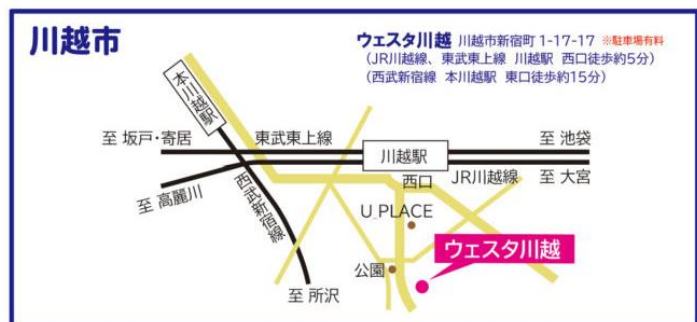 川越市
ウェスタ川越 川越市新宿町1-17-17 ※駐車場有料
(JR川越線、東武東上線 川越駅 西口徒歩約5分)
(西武新宿線 本川越駅 東口徒歩約15分)
本川越駅
至 坂戸・寄居
東武東上線
川越駅
至 池袋
西口
JR川越線
至 大宮
至 高麗川
西武新宿線
U_PLACE
ウェスタ川越
公園
至 所沢